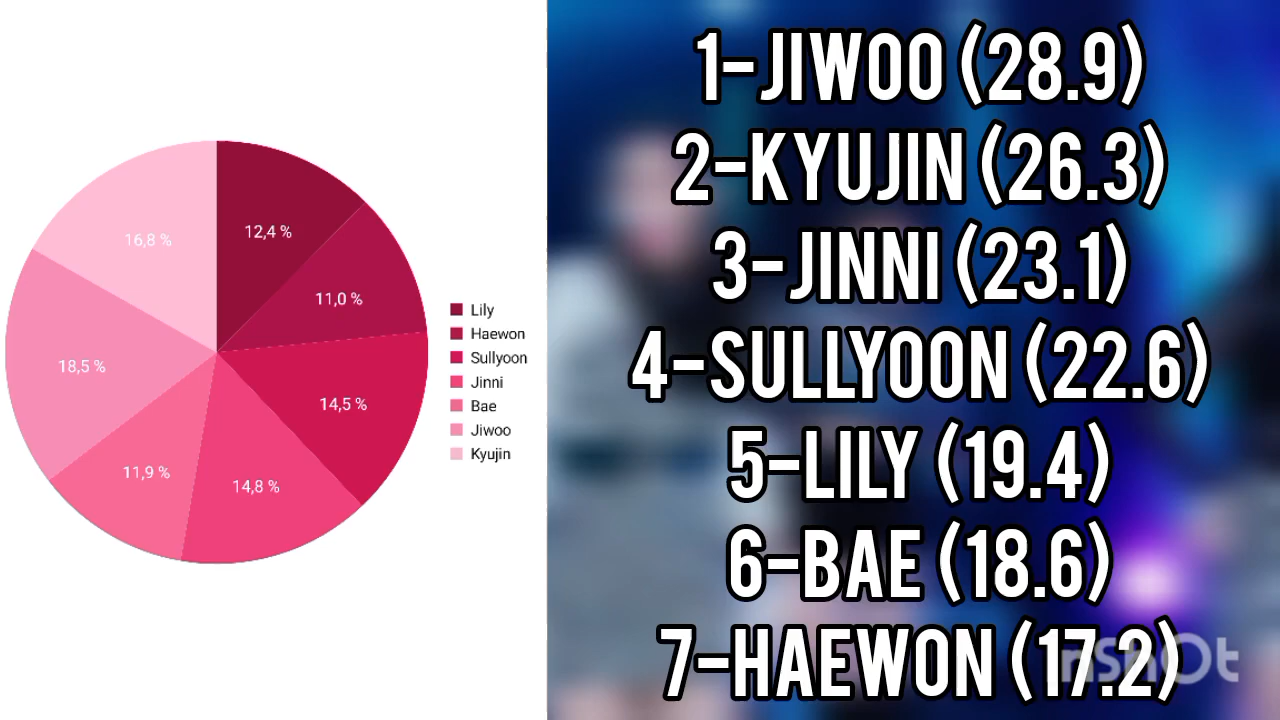 16,8 %
12,4 %
11,0 %
18,5 %
14,5 %
11,9 %
14,8 %
Lily
Haewon
Sullyoon
Jinni
Bae
Jiwoo
Kyujin
1-JIWOO (28.9)
2-KYUJIN (26.3)
3-JINNI (23.1)
4-SULLYOON (22.6)
5-LILY (19.4)
6-BAE (18.6)
7-HAEWON (17.2)